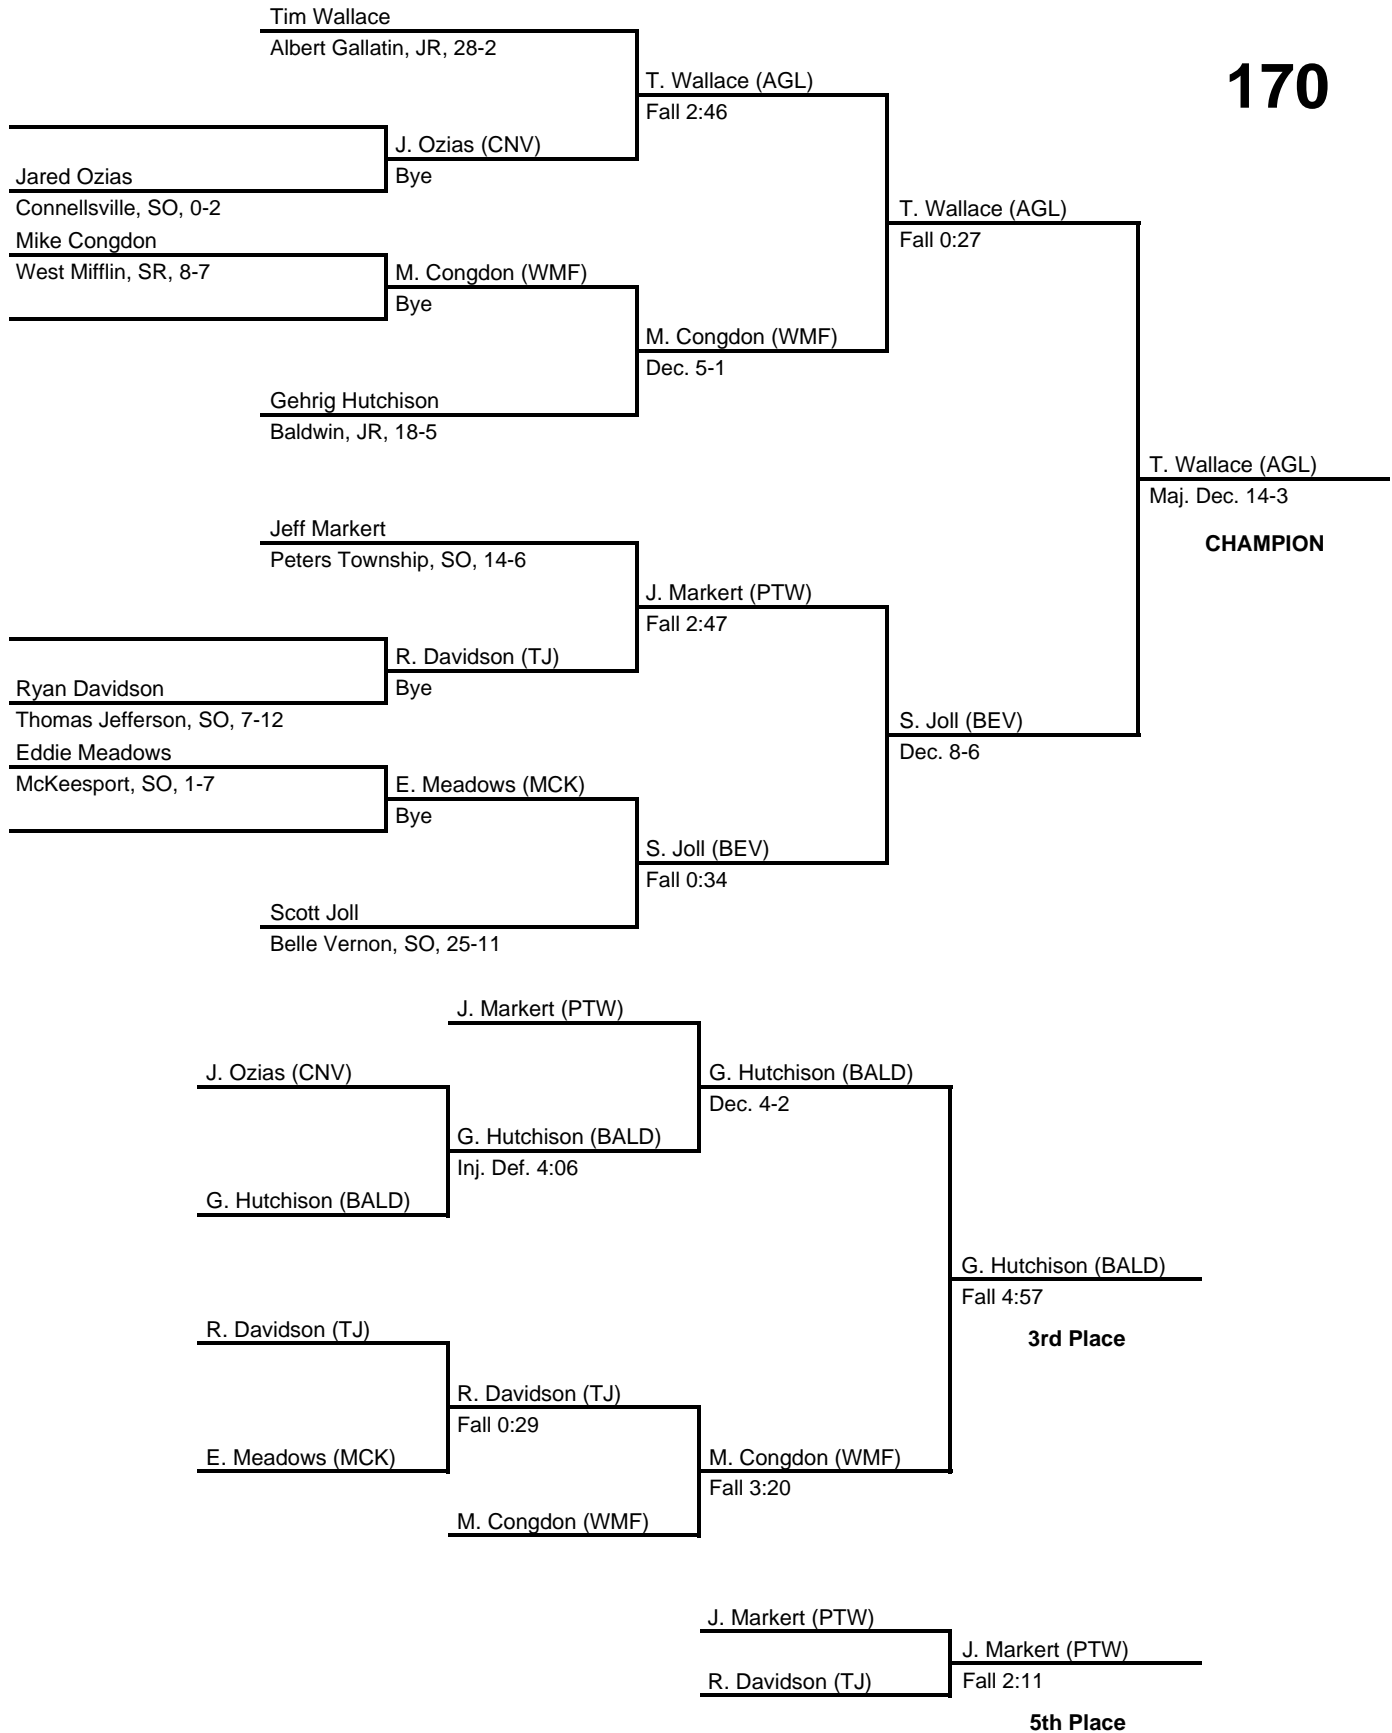 Tim Wallace
Albert Gallatin, JR, 28-2
170
T. Wallace (AGL)
Fall 2:46
J. Ozias (CNV)
Bye
Jared Ozias
Connellsville, SO, 0-2
T. Wallace (AGL)
Fall 0:27
Mike Congdon
West Mifflin, SR, 8-7
M. Congdon (WMF)
Bye
M. Congdon (WMF)
Dec. 5-1
Gehrig Hutchison
Baldwin, JR, 18-5
T. Wallace (AGL)
Maj. Dec. 14-3
CHAMPION
Jeff Markert
Peters Township, SO, 14-6
J. Markert (PTW)
Fall 2:47
R. Davidson (TJ)
Bye
Ryan Davidson
Thomas Jefferson, SO, 7-12
S. Joll (BEV)
Dec. 8-6
Eddie Meadows
McKeesport, SO, 1-7
E. Meadows (MCK)
Bye
S. Joll (BEV)
Fall 0:34
Scott Joll
Belle Vernon, SO, 25-11
J. Markert (PTW)
J. Ozias (CNV)
G. Hutchison (BALD)
Dec. 4-2
G. Hutchison (BALD)
Inj. Def. 4:06
G. Hutchison (BALD)
G. Hutchison (BALD)
Fall 4:57
3rd Place
R. Davidson (TJ)
R. Davidson (TJ)
Fall 0:29
E. Meadows (MCK)
M. Congdon (WMF)
Fall 3:20
M. Congdon (WMF)
J. Markert (PTW)
J. Markert (PTW)
Fall 2:11
R. Davidson (TJ)
5th Place